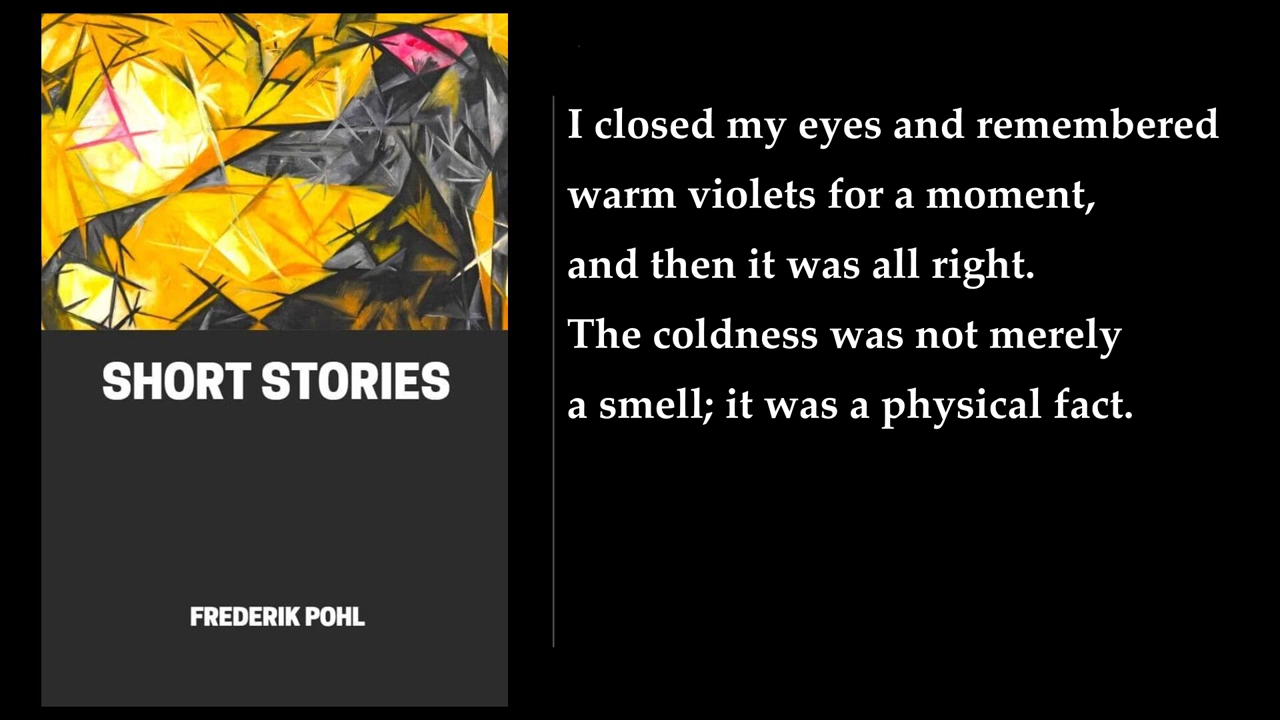 SHORT STORIES
FREDERIK POHL
I closed my eyes and remembered
warm violets for a moment,
and then it was all right.
The coldness was not merely
a smell; it was a physical fact.